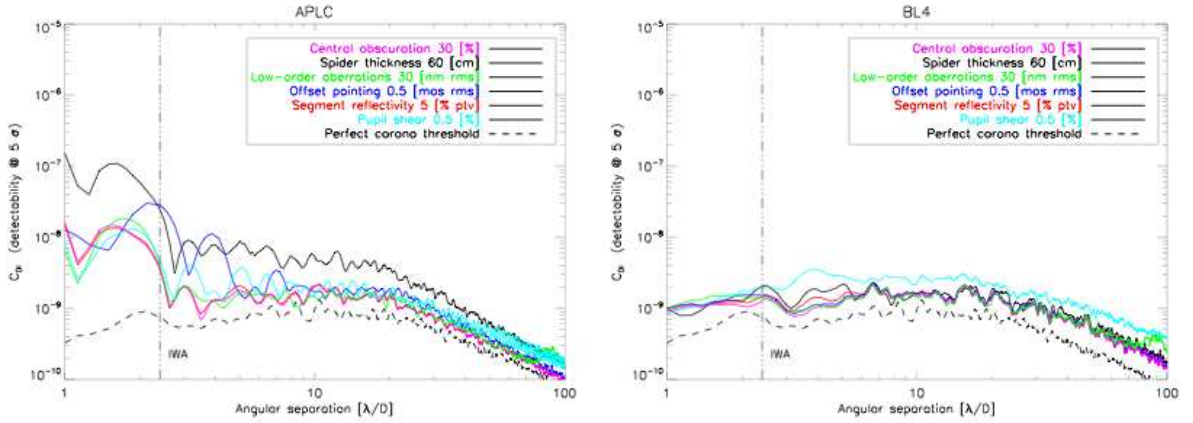 APLC
10⁻⁵
10⁻⁶
10⁻⁷
10⁻⁸
10⁻⁹
10⁻¹⁰
C_DI (detectability @ 5 σ)
Central obscuration 30 [%]
Spider thickness 60 [cm]
Low-order aberrations 30 [nm rms]
Offset pointing 0.5 [mas rms]
Segment reflectivity 5 [% ptv]
Pupil shear 0.5 [%]
Perfect corono threshold
IWA
1 10 100
Angular separation [λ/D]
BL4
10⁻⁵
10⁻⁶
10⁻⁷
10⁻⁸
10⁻⁹
10⁻¹⁰
C_DI (detectability @ 5 σ)
Central obscuration 30 [%]
Spider thickness 60 [cm]
Low-order aberrations 30 [nm rms]
Offset pointing 0.5 [mas rms]
Segment reflectivity 5 [% ptv]
Pupil shear 0.5 [%]
Perfect corono threshold
IWA
1 10 100
Angular separation [λ/D]